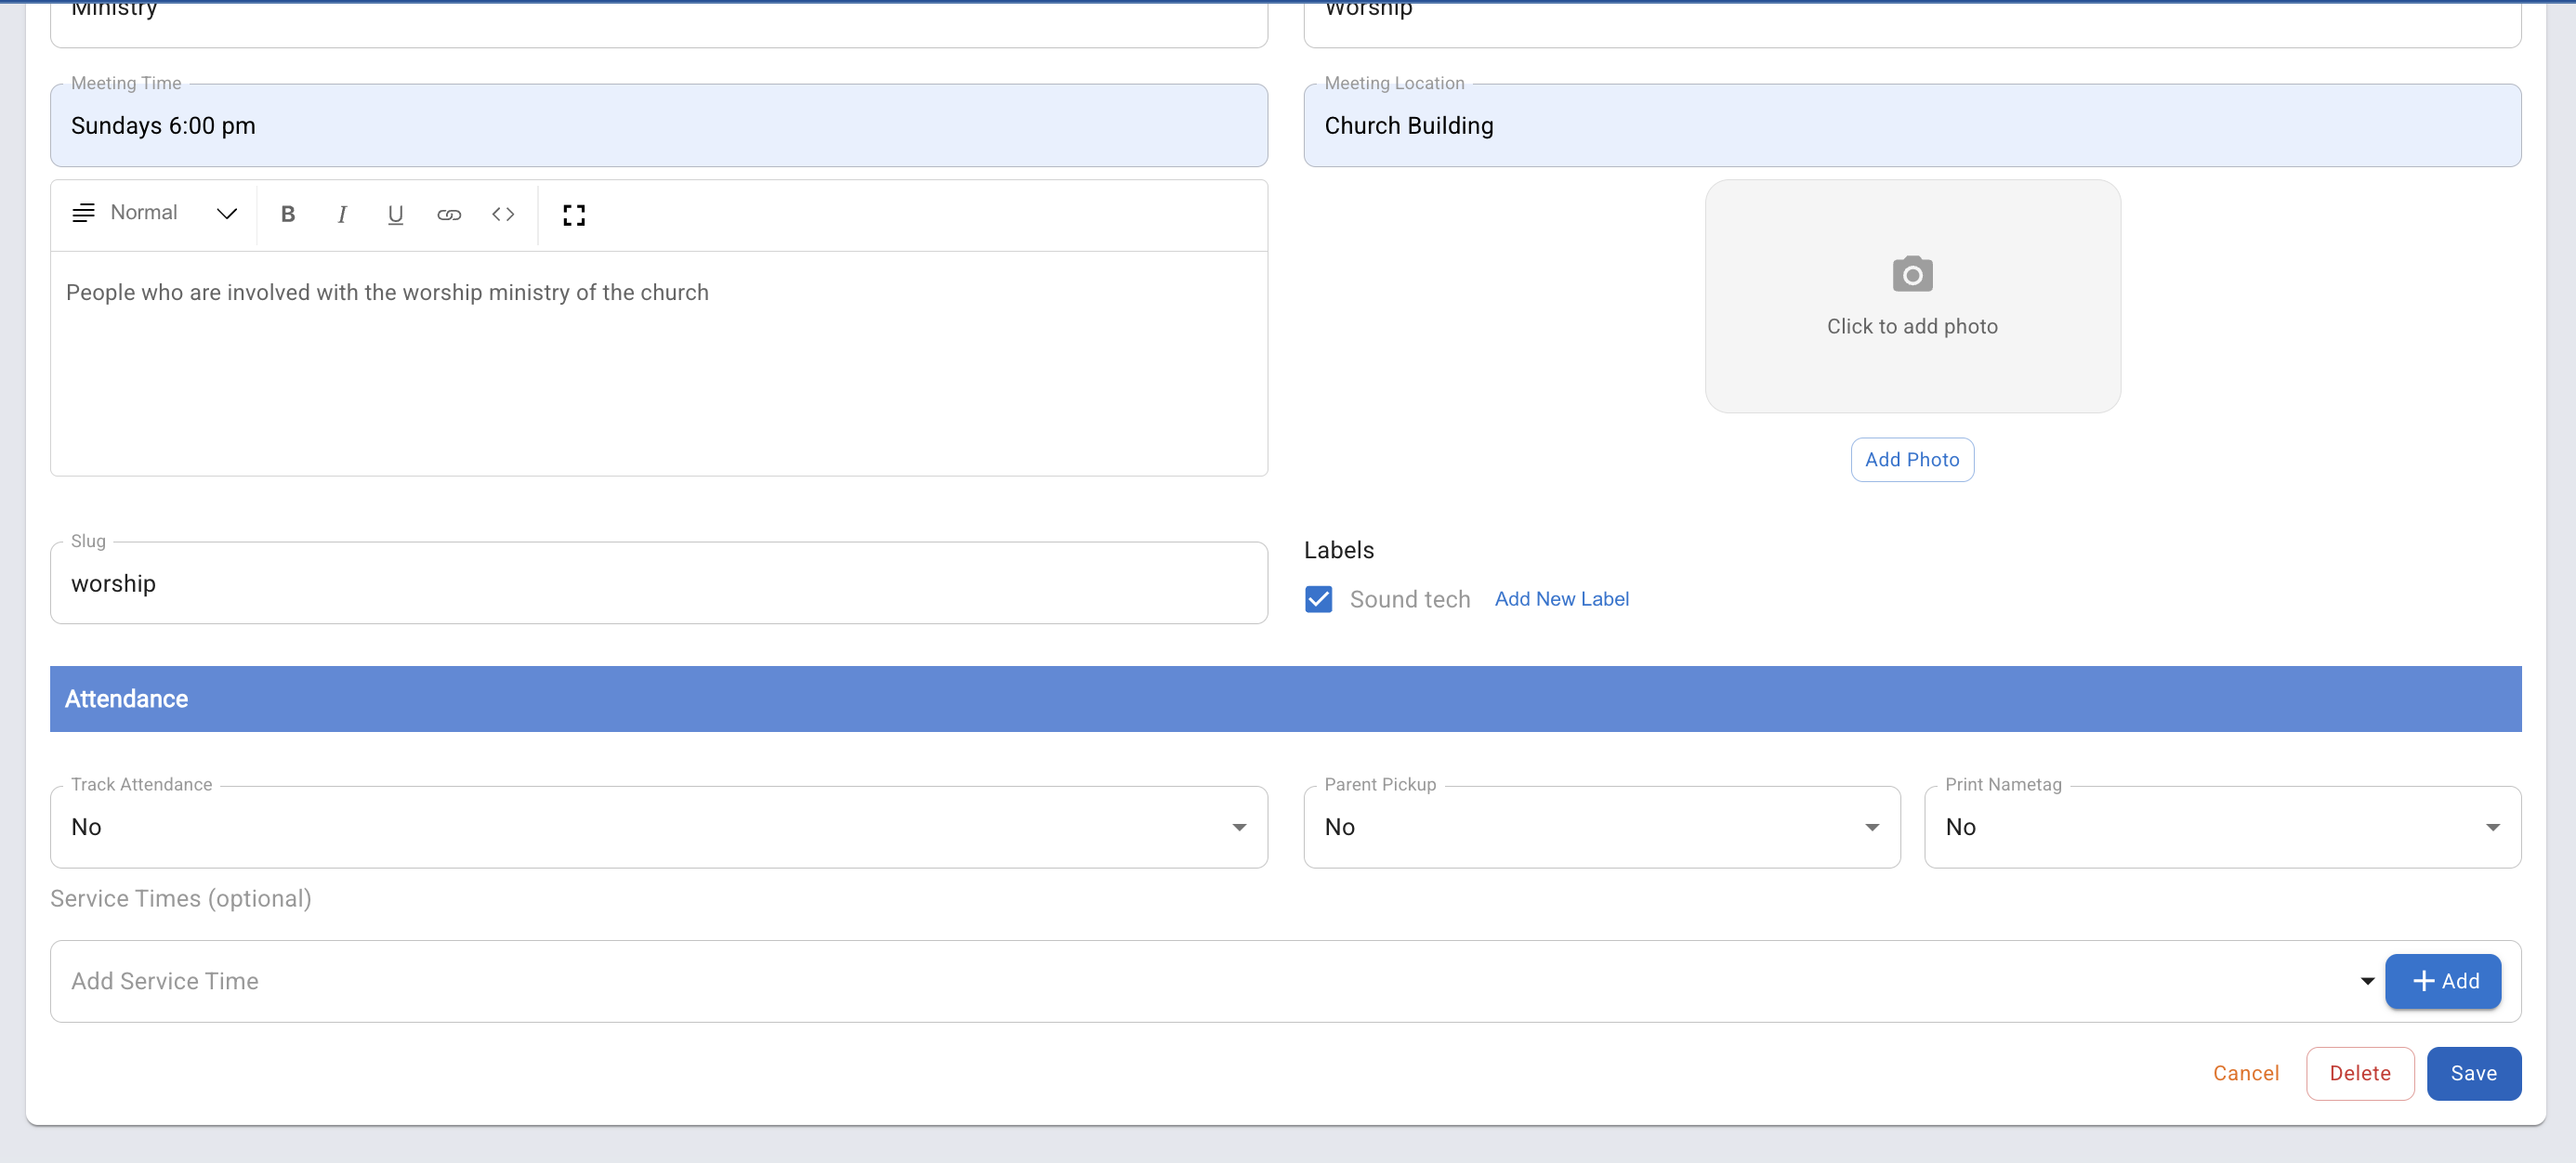 Ministry
Worship
Meeting Time
Sundays 6:00 pm
Meeting Location
Church Building
Normal
B I U
People who are involved with the worship ministry of the church
Click to add photo
Add Photo
Slug
worship
Labels
Sound tech Add New Label
Attendance
Track Attendance
No
Parent Pickup
No
Print Nametag
No
Service Times (optional)
Add Service Time
+ Add
Cancel Delete Save